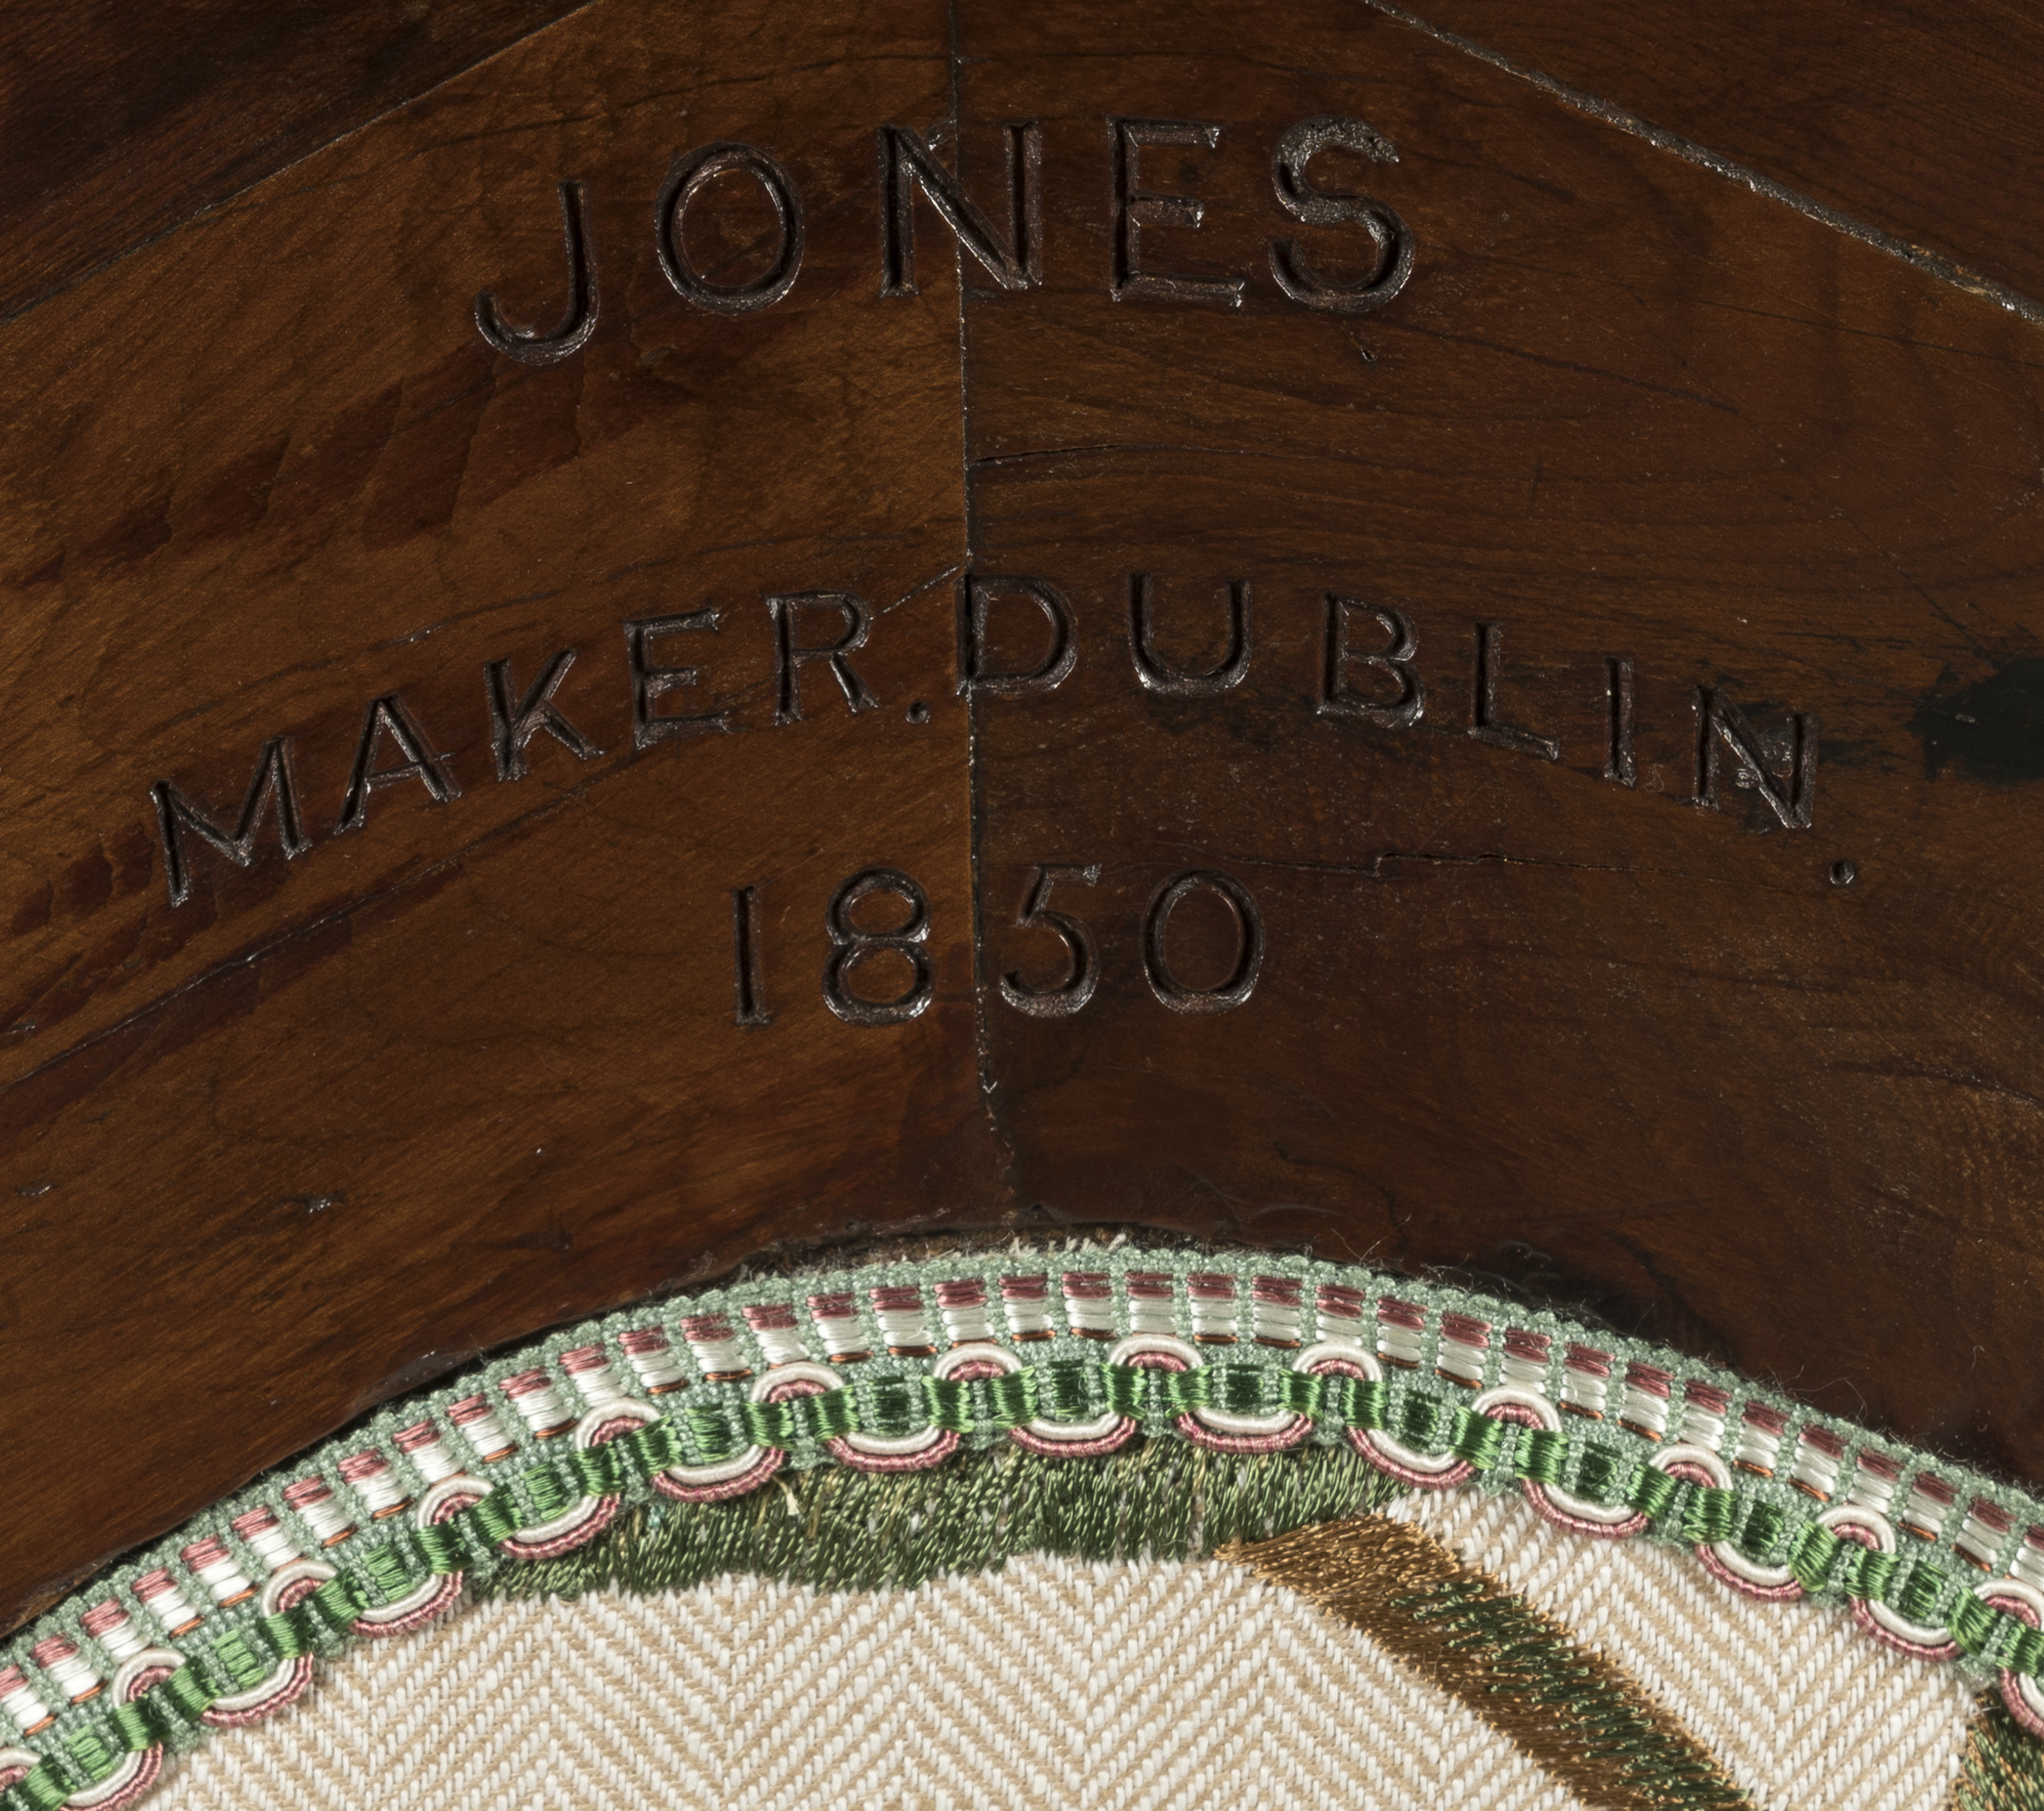 JONES
MAKER. DUBLIN.
1850